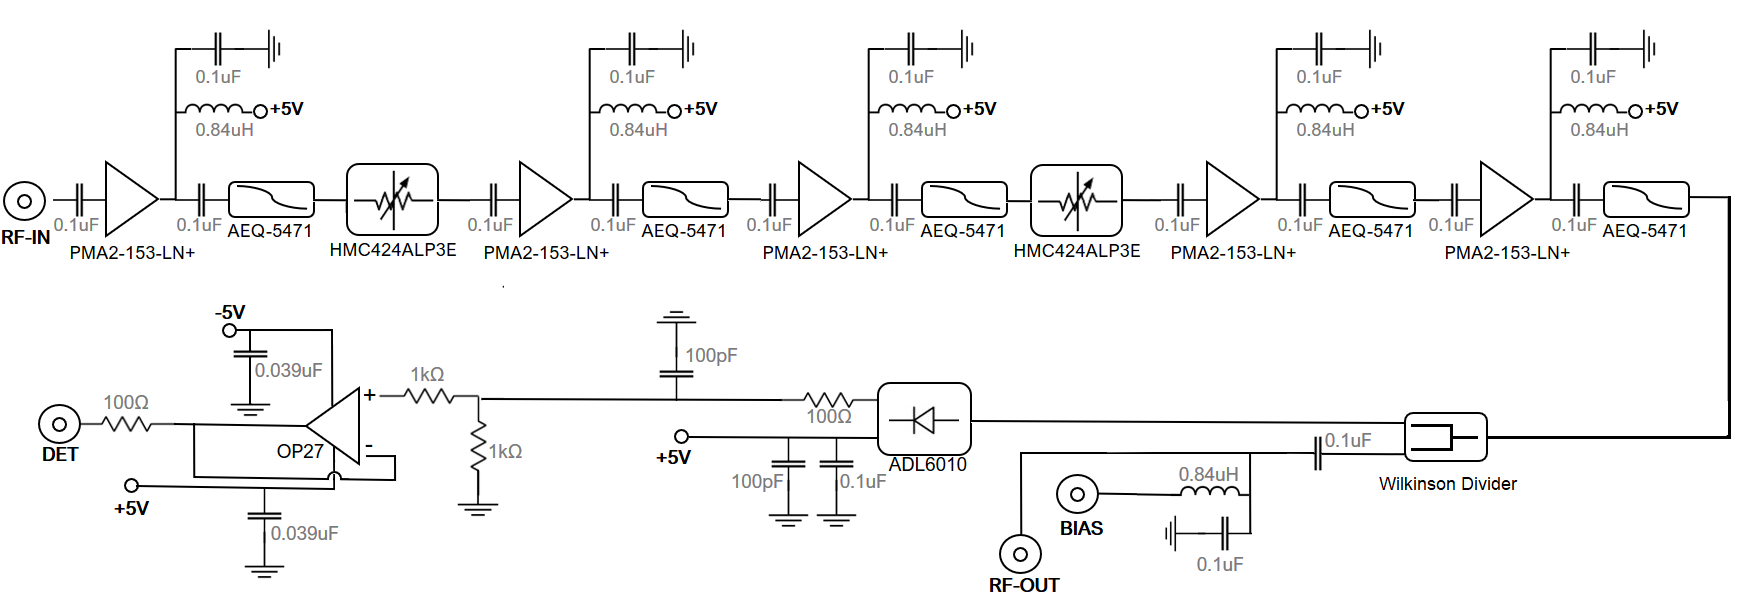 0.1uF
0.1uF
0.1uF
0.1uF
0.1uF
+5V
+5V
+5V
+5V
+5V
0.84uH
0.84uH
0.84uH
0.84uH
0.84uH
RF-IN
0.1uF
0.1uF
AEQ-5471
0.1uF
0.1uF
AEQ-5471
0.1uF
0.1uF
AEQ-5471
0.1uF
0.1uF
AEQ-5471
0.1uF
0.1uF
AEQ-5471
PMA2-153-LN+
HMC424ALP3E
PMA2-153-LN+
PMA2-153-LN+
HMC424ALP3E
PMA2-153-LN+
PMA2-153-LN+
-5V
0.039uF
1kΩ
100pF
100Ω
+
100Ω
DET
OP27
-
1kΩ
+5V
ADL6010
0.1uF
100pF
0.1uF
0.84uH
Wilkinson Divider
+5V
0.039uF
BIAS
0.1uF
RF-OUT